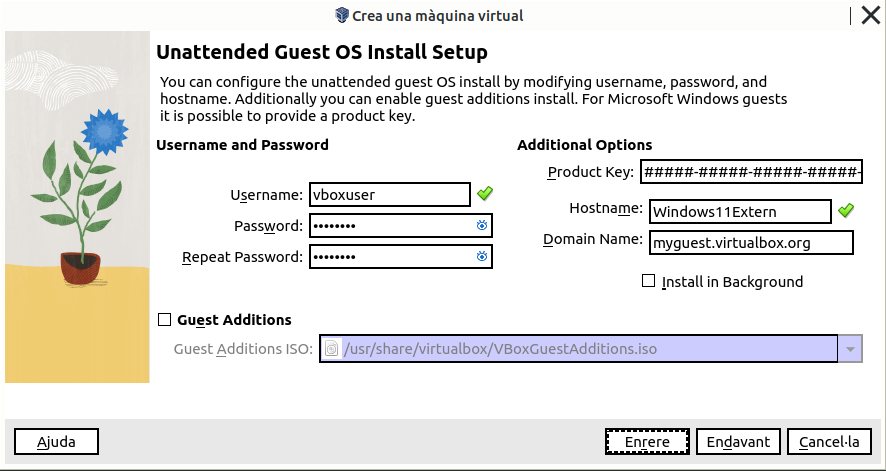 Crea una màquina virtual
Unattended Guest OS Install Setup
You can configure the unattended guest OS install by modifying username, password, and
hostname. Additionally you can enable guest additions install. For Microsoft Windows guests
it is possible to provide a product key.
Username and Password
Additional Options
Product Key: #####-#####-#####-#####-
Username: vboxuser
Hostname: Windows11Extern
Password: ••••••••
Domain Name: myguest.virtualbox.org
Repeat Password: ••••••••
Install in Background
Guest Additions
Guest Additions ISO: /usr/share/virtualbox/VBoxGuestAdditions.iso
Ajuda
Enrere
Endavant
Cancel·la